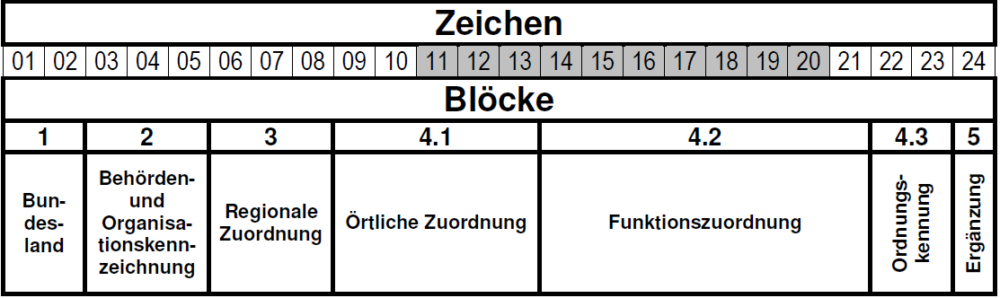 Zeichen
01 02 03 04 05 06 07 08 09 10 11 12 13 14 15 16 17 18 19 20 21 22 23 24
Blöcke
1 2 3 4.1 4.2 4.3 5
Bun-
des-
land
Behörden-
und
Organisa-
tionskenn-
zeichnung
Regionale
Zuordnung
Örtliche Zuordnung
Funktionszuordnung
Ordnungs-
kennung
Ergänzung